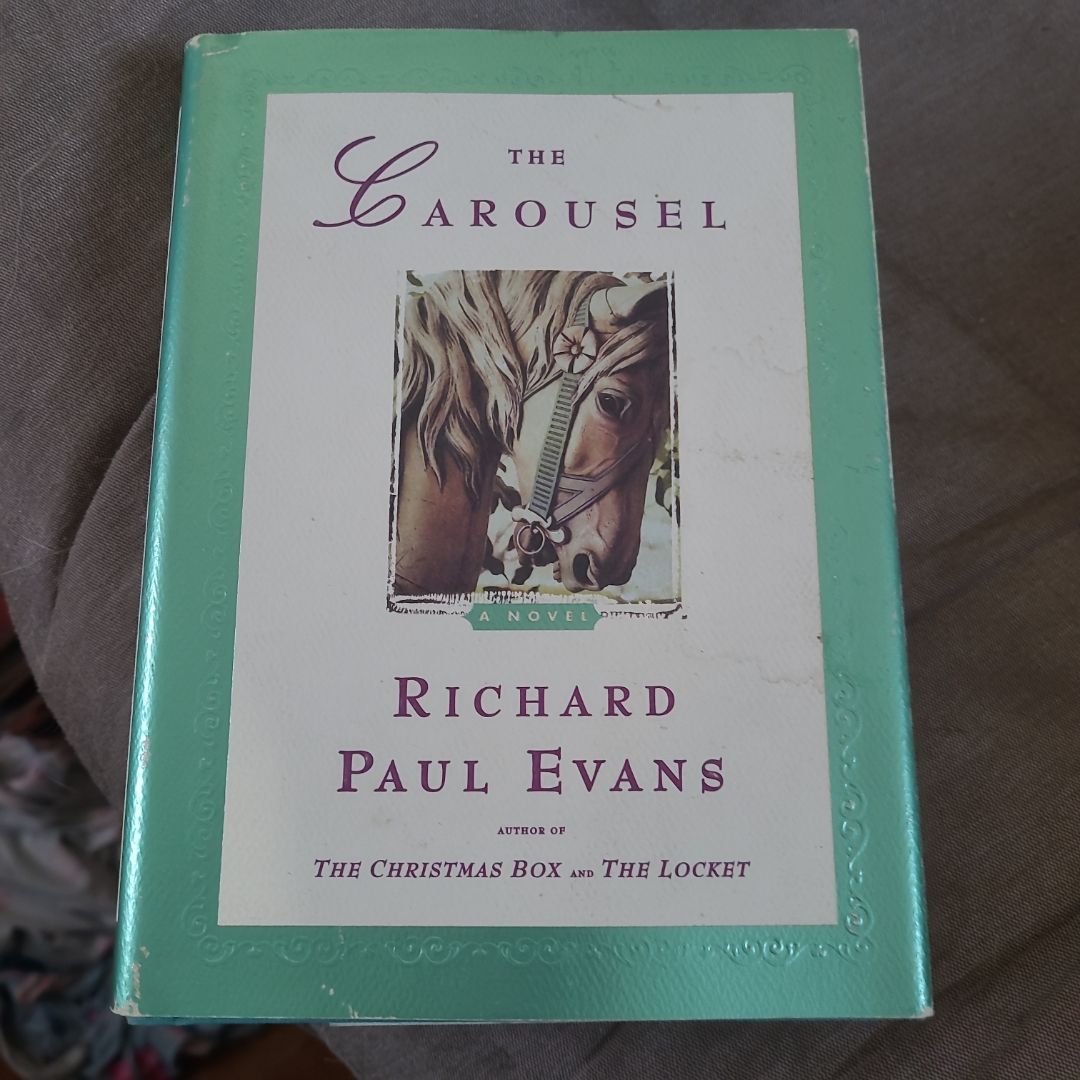 THE
CAROUSEL
A NOVEL
RICHARD
PAUL EVANS
AUTHOR OF
THE CHRISTMAS BOX AND THE LOCKET